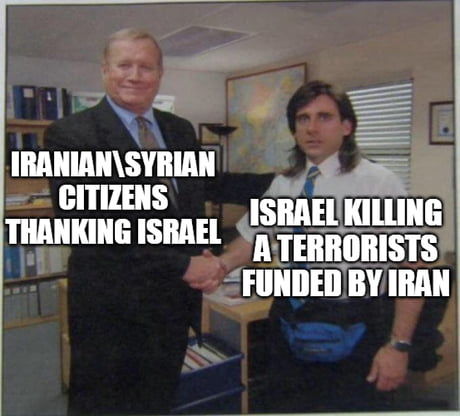 IRANIAN\SYRIAN
CITIZENS
THANKING ISRAEL
ISRAEL KILLING
A TERRORISTS
FUNDED BY IRAN